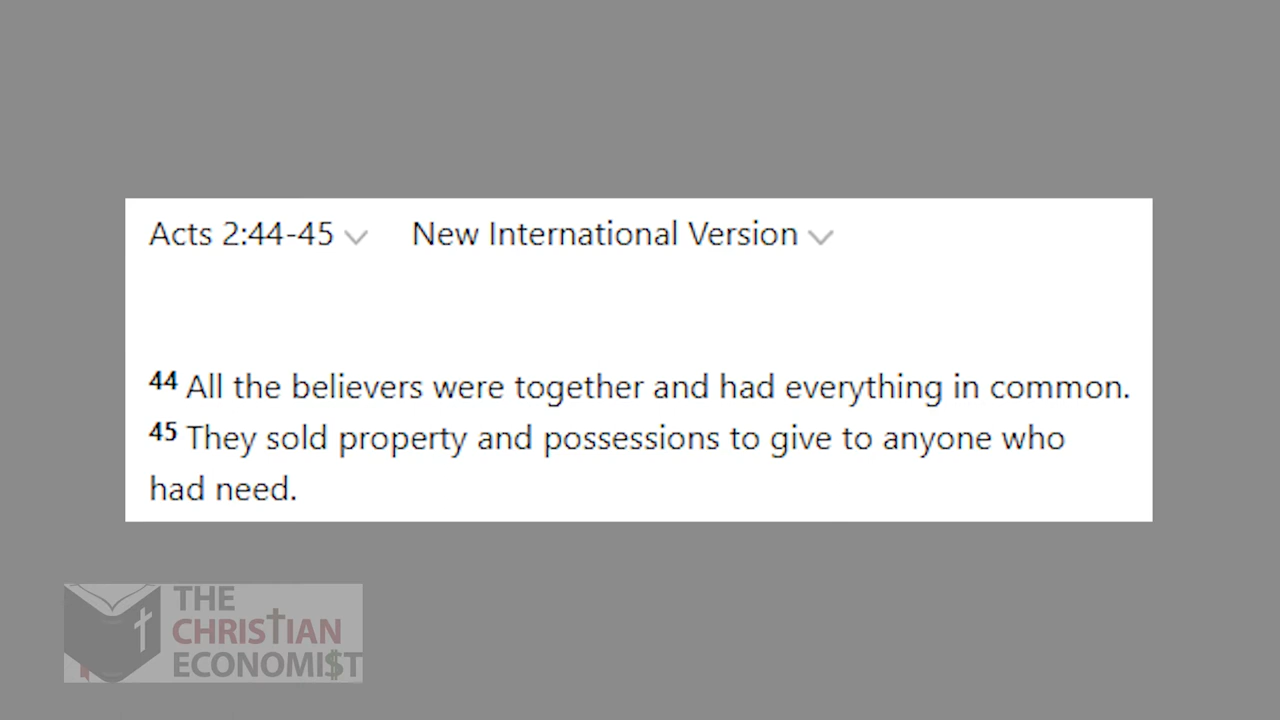 Acts 2:44-45 New International Version
44 All the believers were together and had everything in common.
45 They sold property and possessions to give to anyone who
had need.
THE
CHRISTIAN
ECONOMI$T